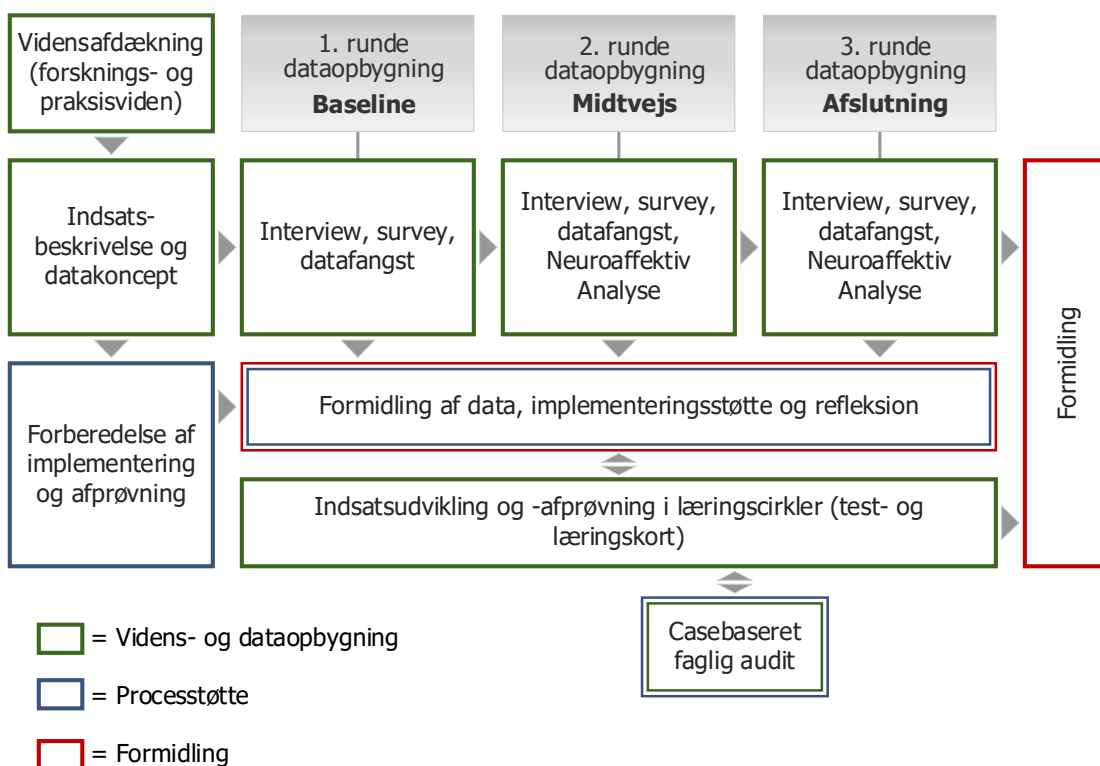 Vidensafdækning
(forsknings- og
praksisviden)
1. runde
dataopbygning
Baseline
2. runde
dataopbygning
Midtvejs
3. runde
dataopbygning
Afslutning
Indsats-
beskrivelse og
datakoncept
Interview, survey,
datafangst
Interview, survey,
datafangst,
Neuroaffektiv
Analyse
Interview, survey,
datafangst,
Neuroaffektiv
Analyse
Formidling
Forberedelse af
implementering
og afprøvning
Formidling af data, implementeringsstøtte og refleksion
Indsatsudvikling og -afprøvning i læringscirkler (test- og
læringskort)
Casebaseret
faglig audit
= Videns- og dataopbygning
= Processtøtte
= Formidling